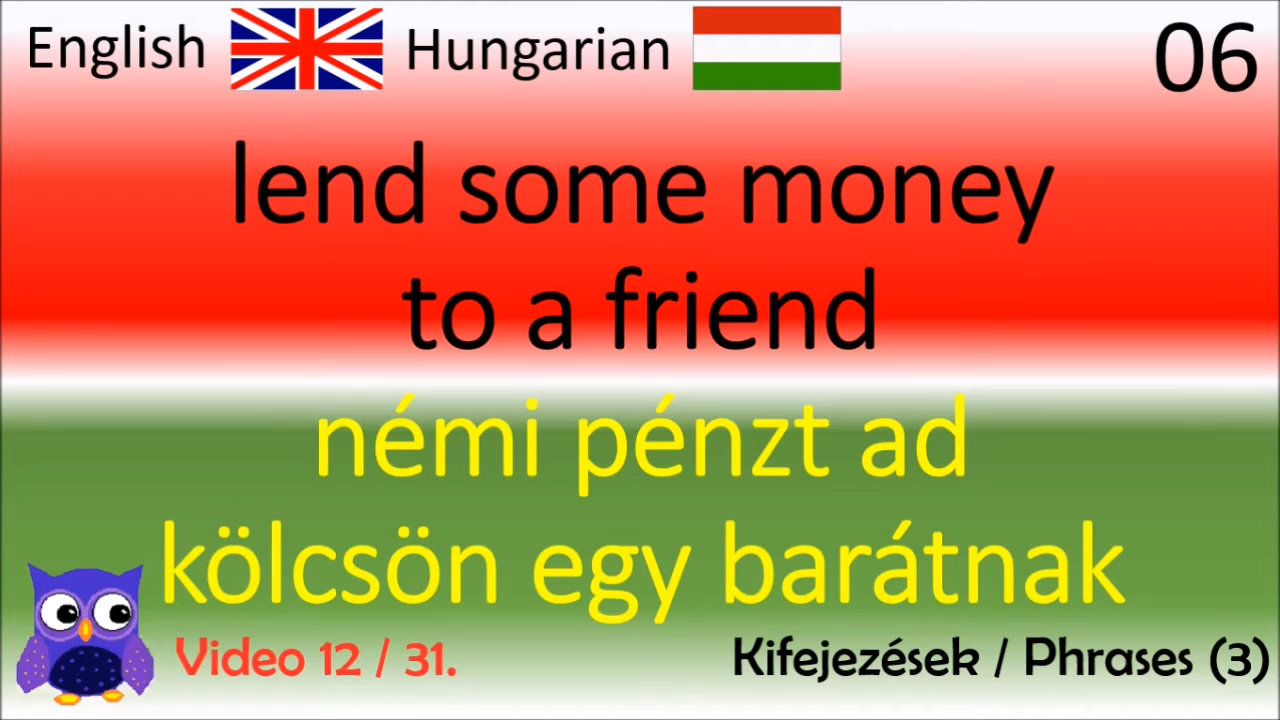 English Hungarian 06
lend some money
to a friend
némi pénzt ad
kölcsön egy barátnak
Video 12 / 31. Kifejezések / Phrases (3)